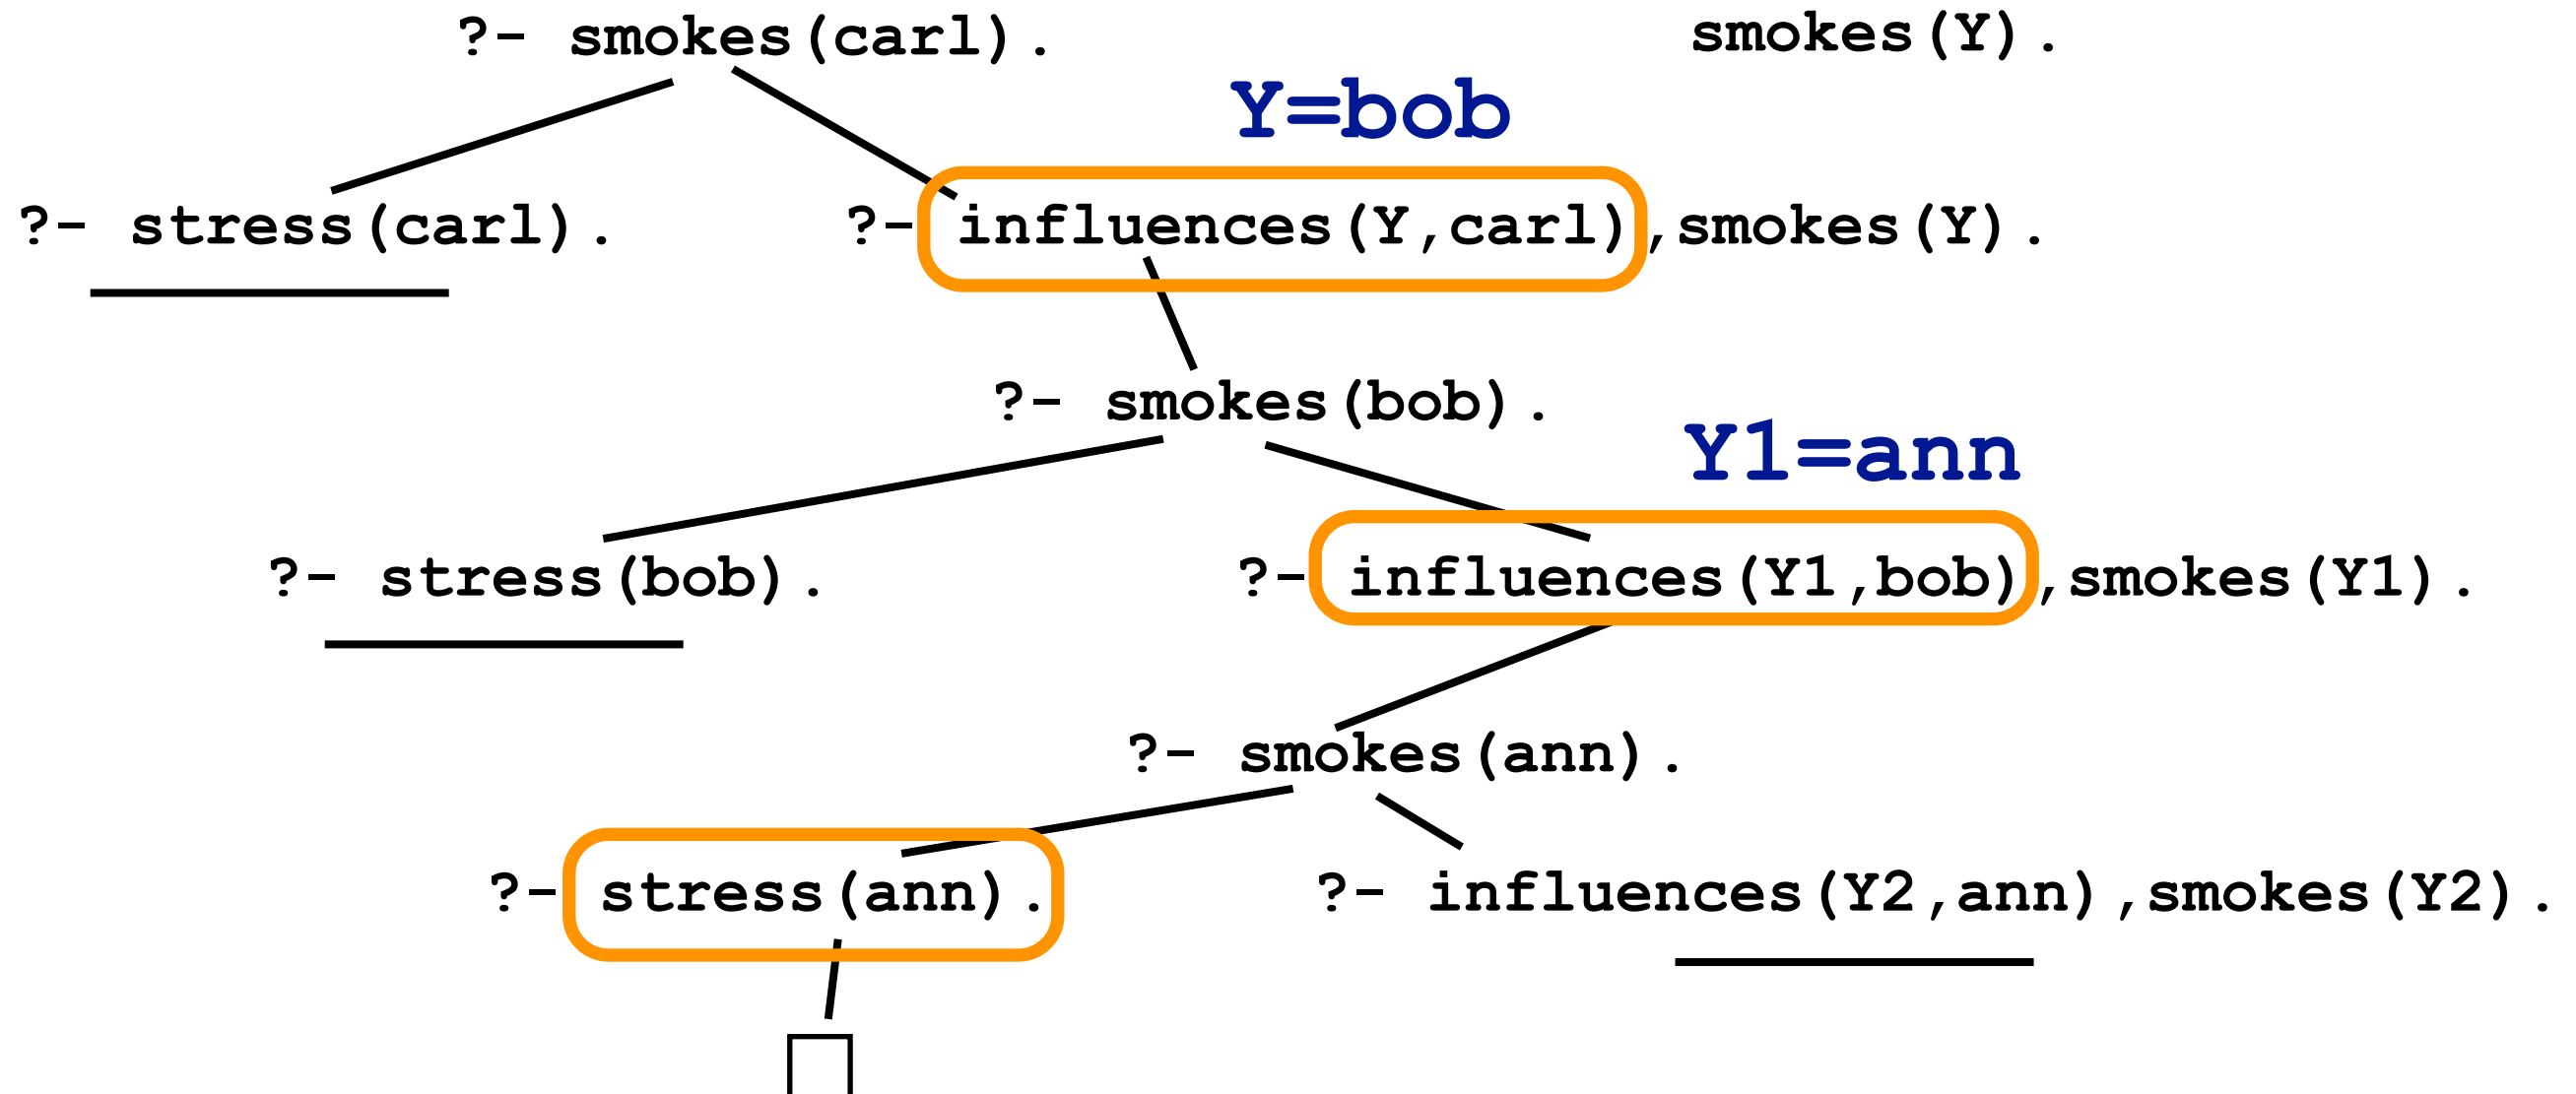 ?- smokes(carl).
smokes(Y).
Y=bob
?- stress(carl).
?- influences(Y,carl),smokes(Y).
?- smokes(bob).
Y1=ann
?- stress(bob).
?- influences(Y1,bob),smokes(Y1).
?- smokes(ann).
?- stress(ann).
?- influences(Y2,ann),smokes(Y2).